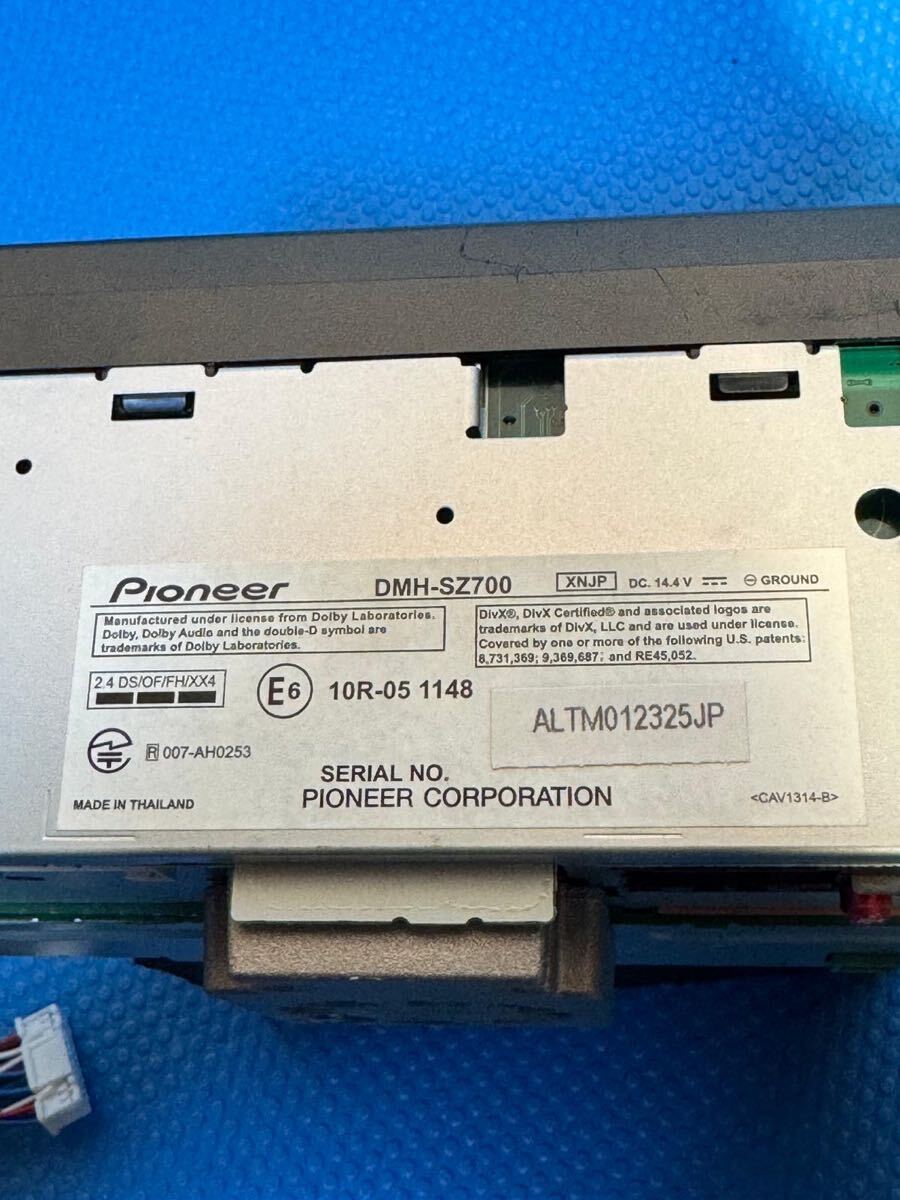 Pioneer DMH-SZ700 XNJP DC. 14.4 V GROUND
Manufactured under license from Dolby Laboratories.
Dolby, Dolby Audio and the double-D symbol are
trademarks of Dolby Laboratories.
DivX®, DivX Certified® and associated logos are
trademarks of DivX, LLC and are used under license.
Covered by one or more of the following U.S. patents:
8,731,369; 9,369,687; and RE45,052.
2.4 DS/OF/FH/XX4
E6 10R-05 1148
ALTM012325JP
R 007-AH0253
SERIAL NO.
MADE IN THAILAND
PIONEER CORPORATION
<CAV1314-B>